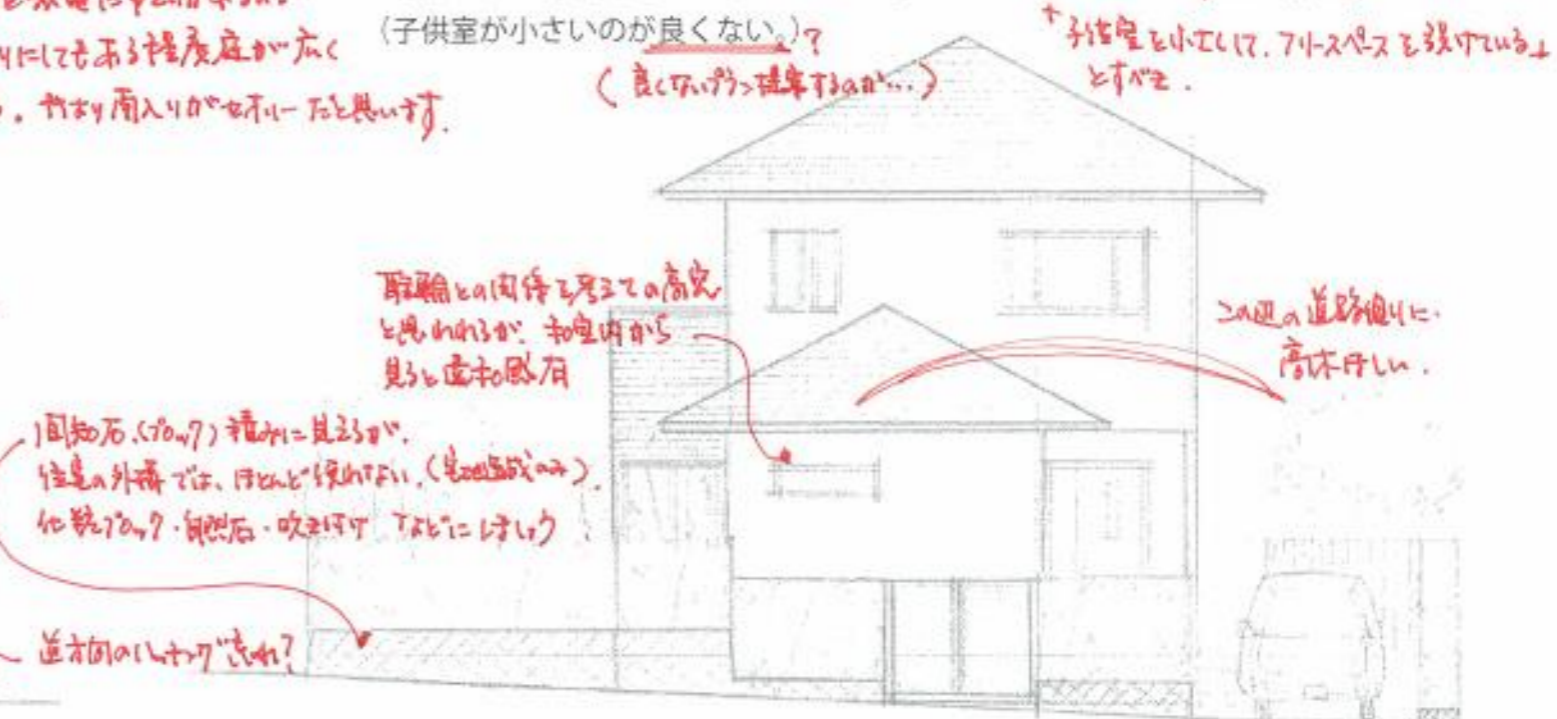 りにしてもある程度庭が広く
。やはり南入りがセオリーだと思います。
(子供室が小さいのが良くない。)?
(良くないプラン提案するのか…)
子供室を小さくして、フリースペースを設けている
とすべき.
駐輪との関係を考えての高窓
と思われるが、和室内から
見ると違和感有
この辺の道路側に
高木ほしい.
間知石(ブロック)積みに見えるが、
住宅の外構では、ほとんど使わない.(宅地造成のみ)
化粧ブロック・自然石・吹き付け などにしましょう
逆方向のハッチング忘れ?